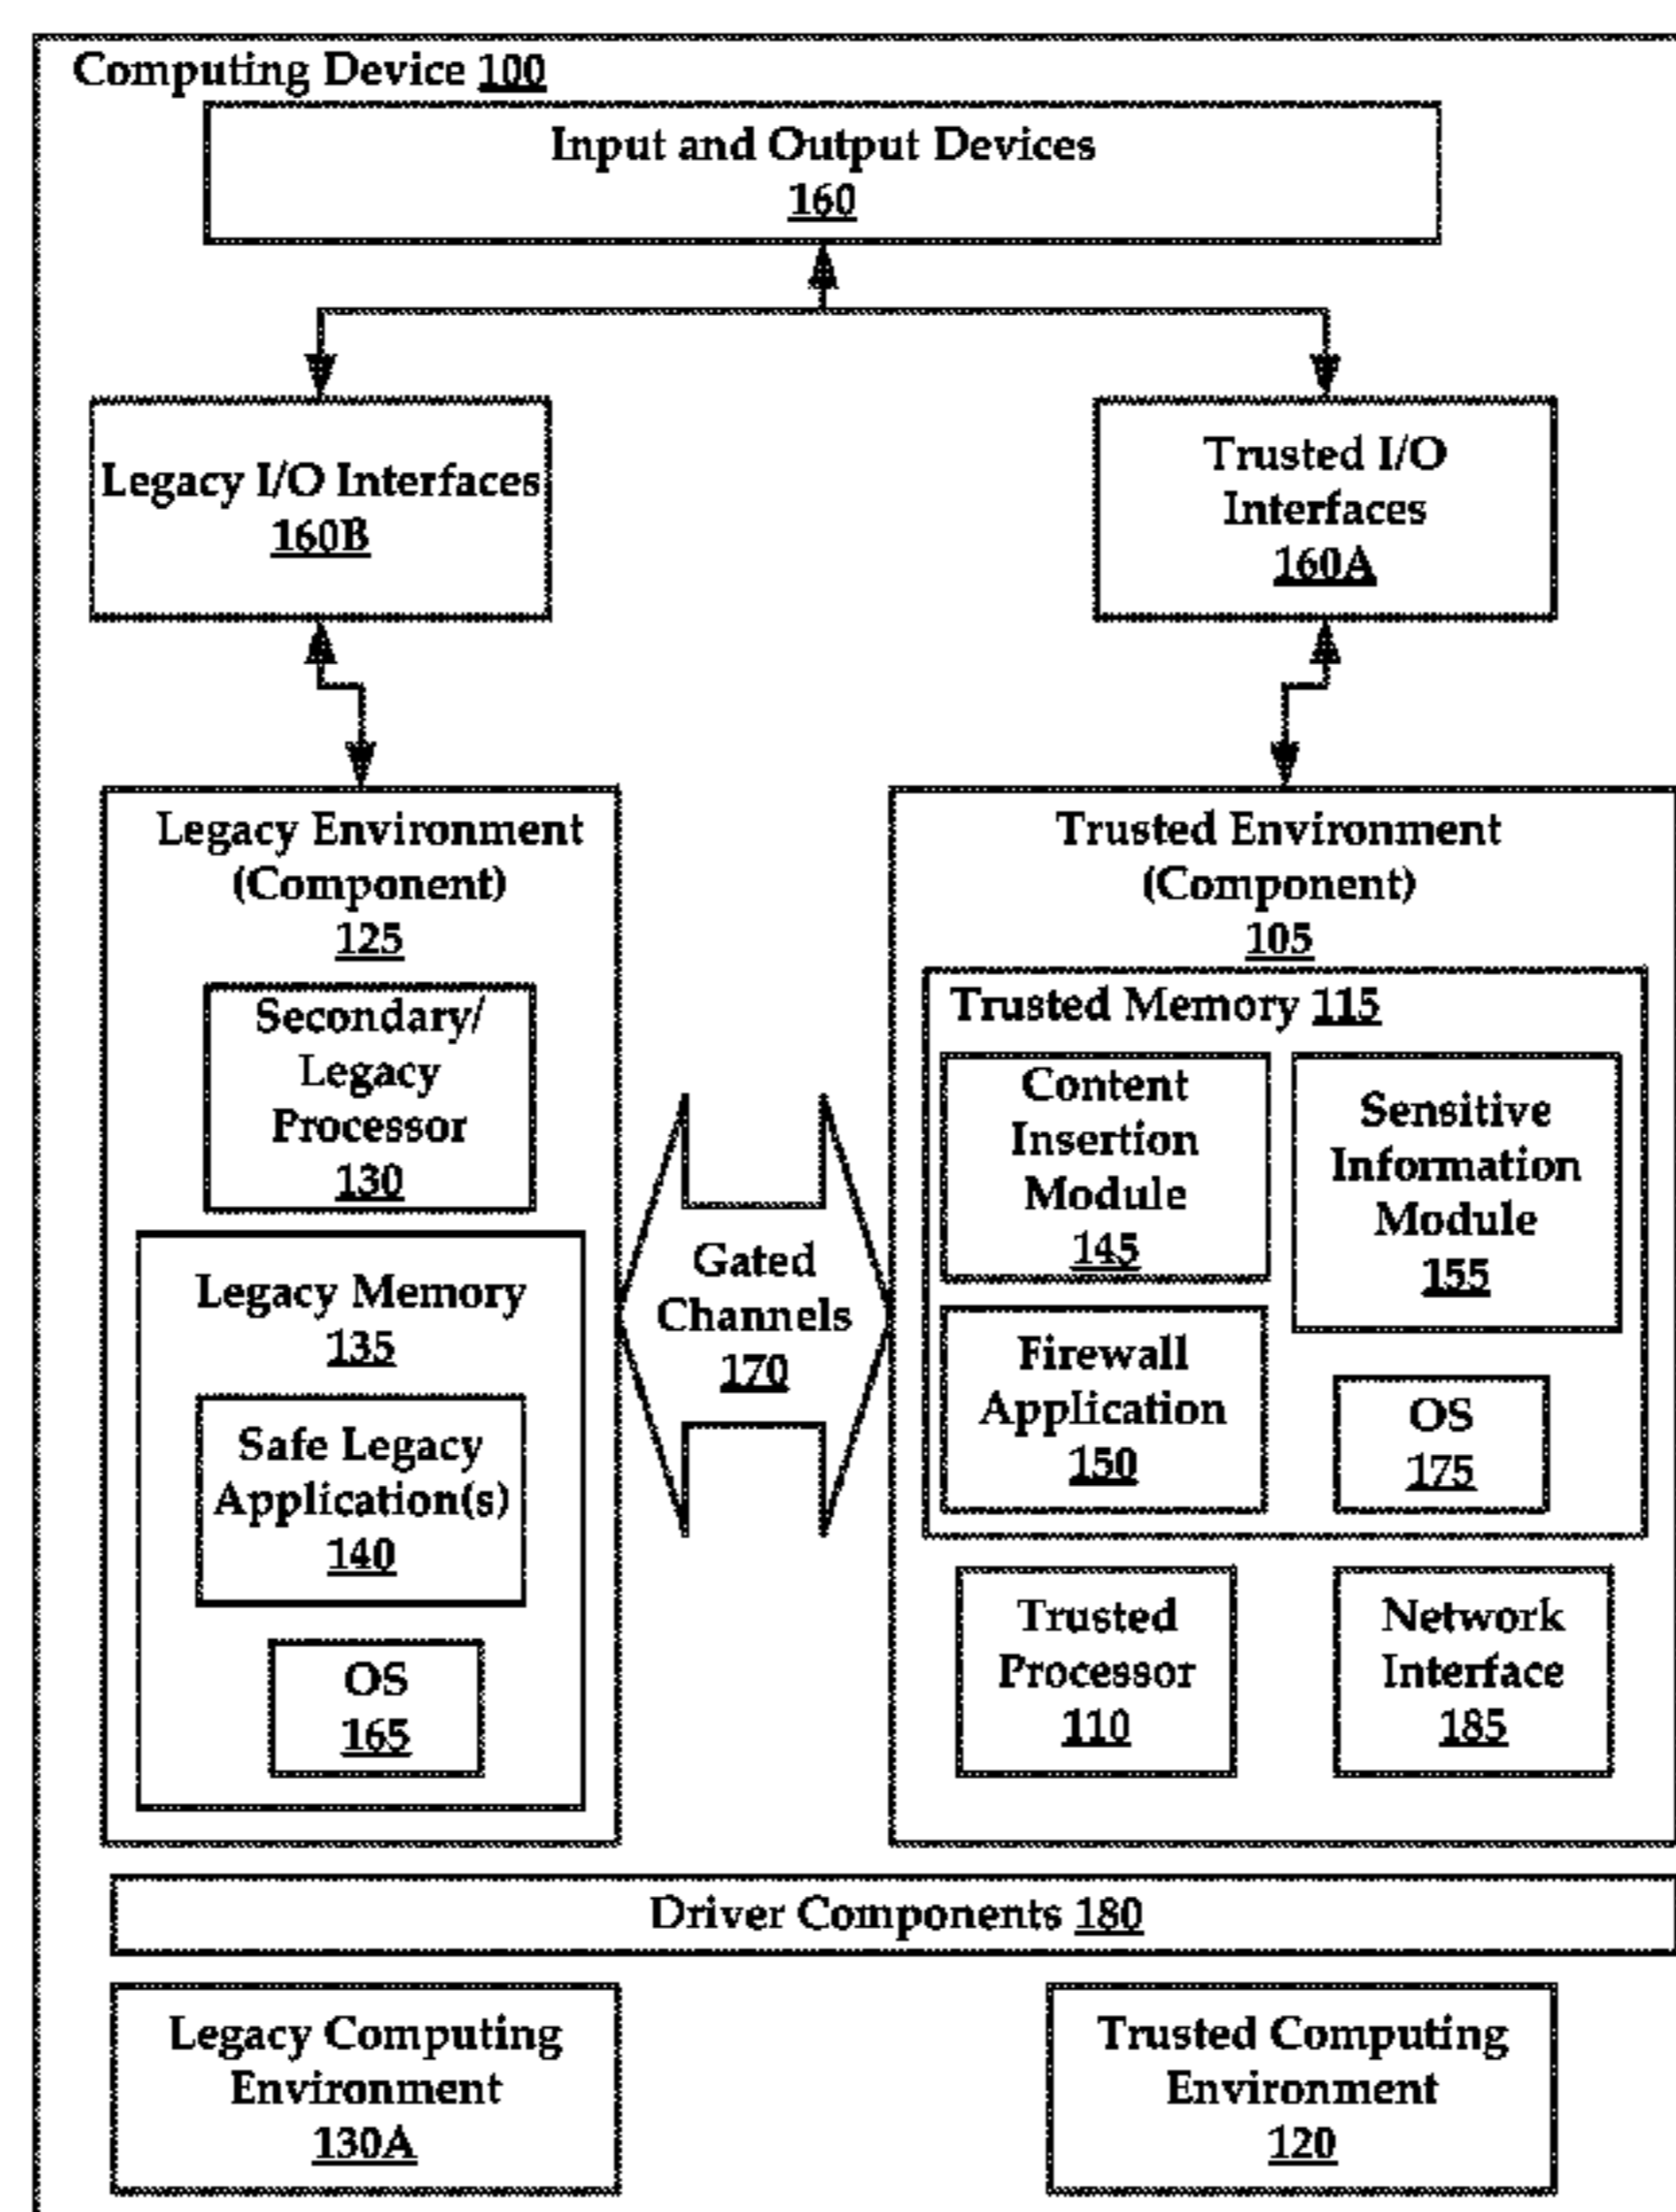 Computing Device 100
Input and Output Devices
160
Legacy I/O Interfaces
160B
Trusted I/O
Interfaces
160A
Legacy Environment
(Component)
125
Secondary/
Legacy
Processor
130
Legacy Memory
135
Safe Legacy
Application(s)
140
OS
165
Gated
Channels
170
Trusted Environment
(Component)
105
Trusted Memory 115
Content
Insertion
Module
145
Sensitive
Information
Module
155
Firewall
Application
150
OS
175
Trusted
Processor
110
Network
Interface
185
Driver Components 180
Legacy Computing
Environment
130A
Trusted Computing
Environment
120